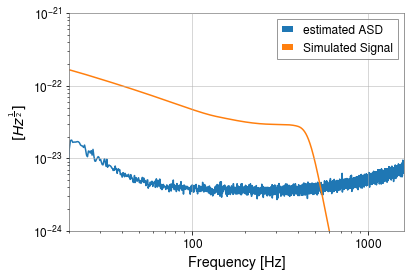 10⁻²¹
estimated ASD
Simulated Signal
10⁻²²
[Hz^½]
10⁻²³
10⁻²⁴
100
1000
Frequency [Hz]